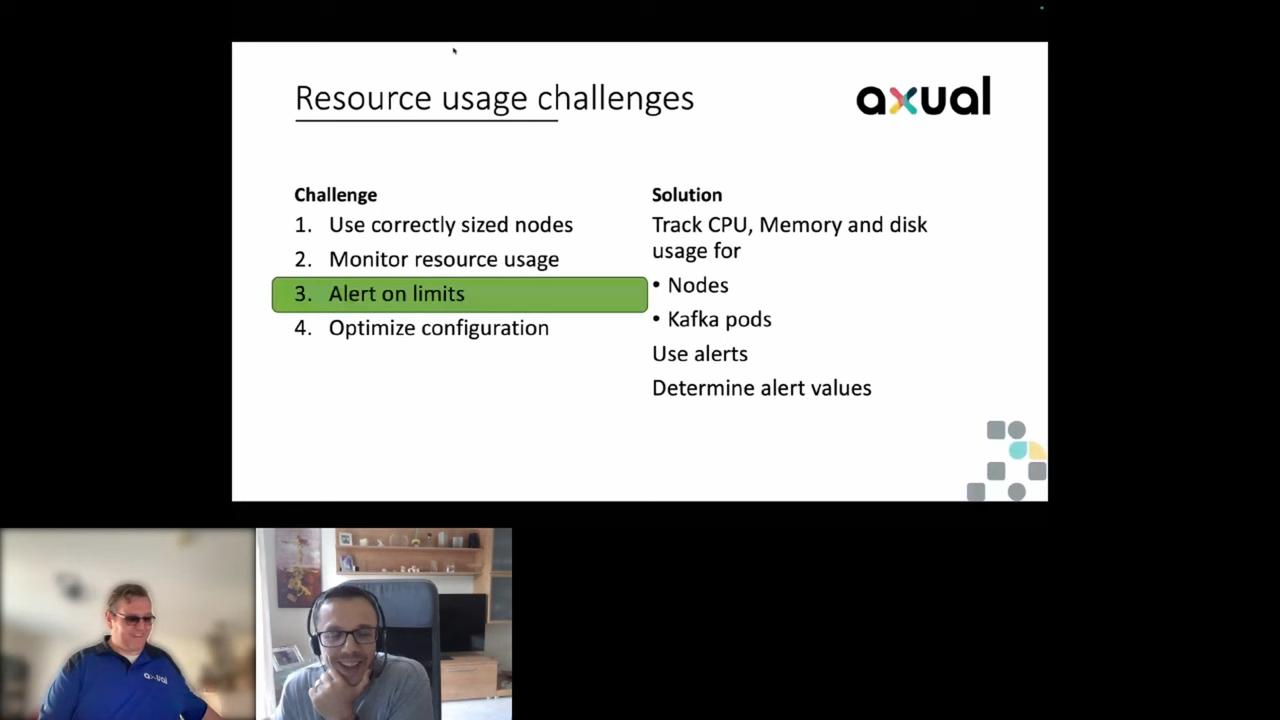 Resource usage challenges
axual
Challenge
1. Use correctly sized nodes
2. Monitor resource usage
3. Alert on limits
4. Optimize configuration
Solution
Track CPU, Memory and disk
usage for
• Nodes
• Kafka pods
Use alerts
Determine alert values
axual